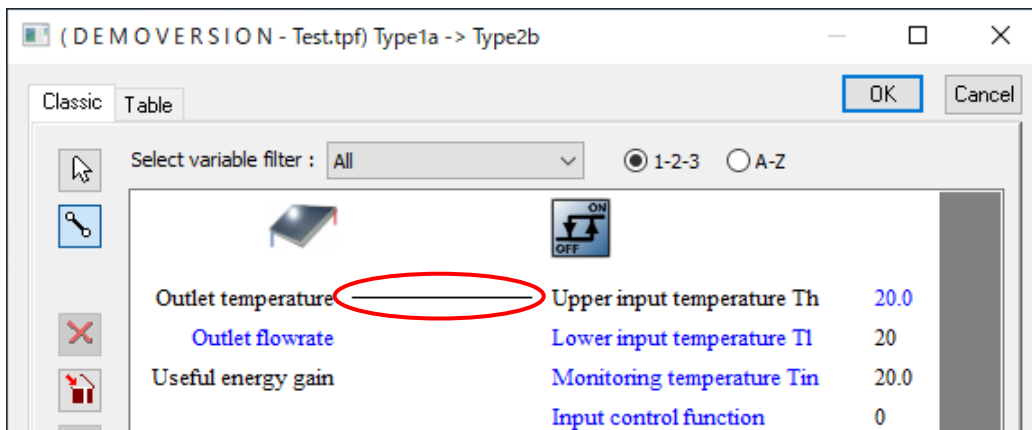 ( D E M O V E R S I O N - Test.tpf) Type1a -> Type2b
Classic Table OK Cancel
Select variable filter : All 1-2-3 A-Z
ON
OFF
Outlet temperature Upper input temperature Th 20.0
Outlet flowrate Lower input temperature Tl 20
Useful energy gain Monitoring temperature Tin 20.0
Input control function 0